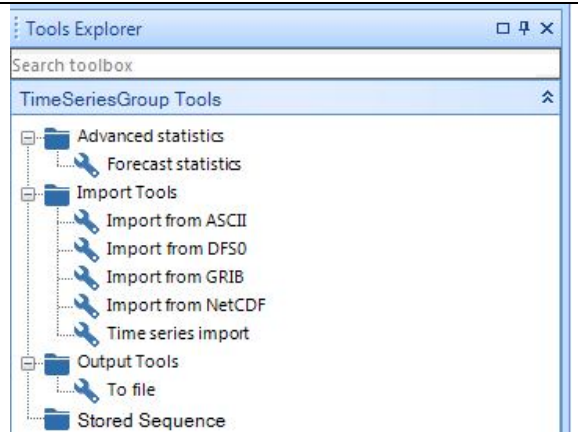 Tools Explorer
Search toolbox
TimeSeriesGroup Tools
Advanced statistics
Forecast statistics
Import Tools
Import from ASCII
Import from DFS0
Import from GRIB
Import from NetCDF
Time series import
Output Tools
To file
Stored Sequence